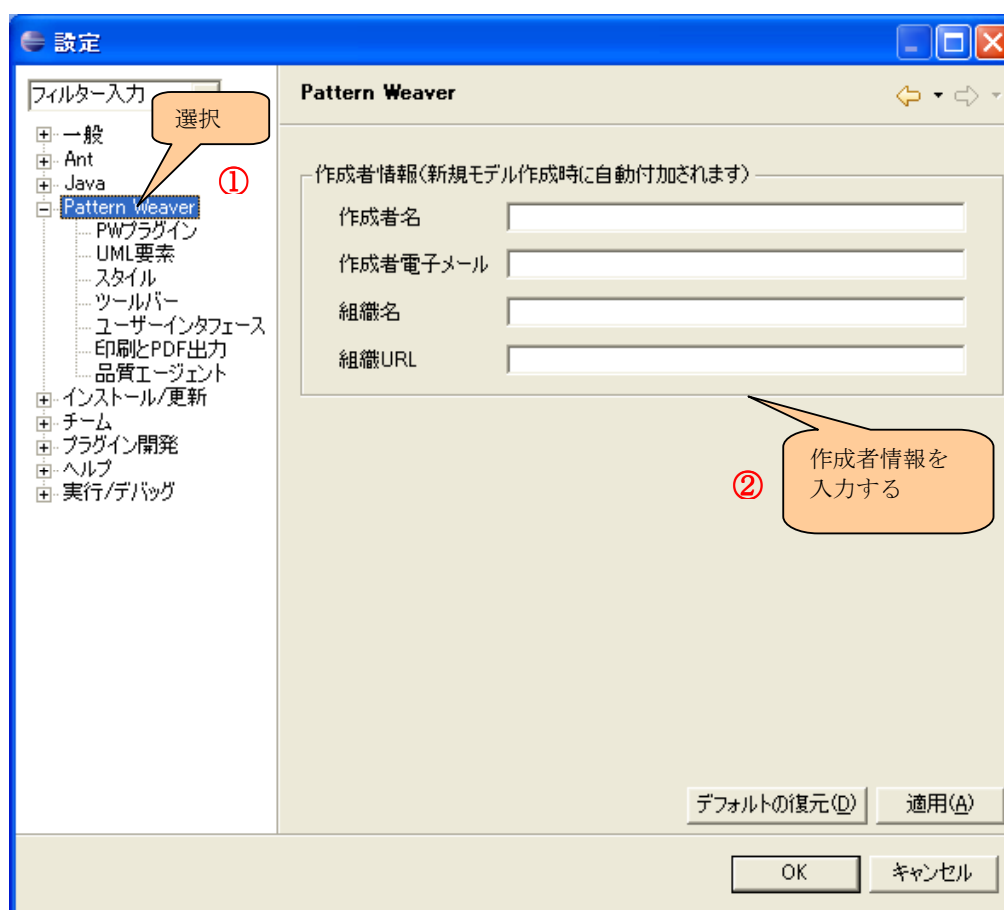 設定
フィルター入力
選択
一般
Ant
①
Java
Pattern Weaver
PWプラグイン
UML要素
スタイル
ツールバー
ユーザーインタフェース
印刷とPDF出力
品質エージェント
インストール/更新
チーム
プラグイン開発
ヘルプ
実行/デバッグ
Pattern Weaver
作成者情報(新規モデル作成時に自動付加されます)
作成者名
作成者電子メール
組織名
組織URL
②
作成者情報を
入力する
デフォルトの復元(D)
適用(A)
OK
キャンセル